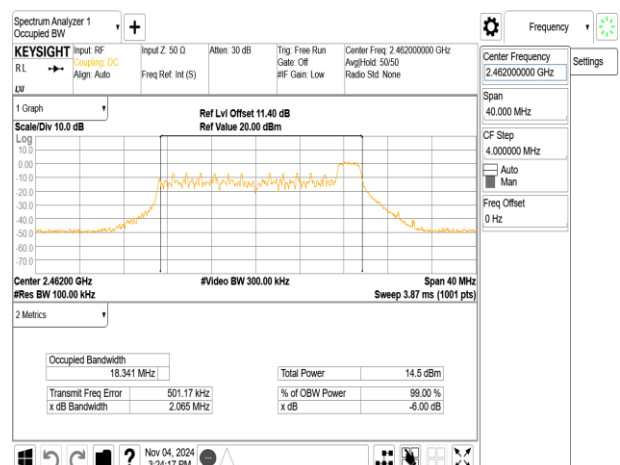 Spectrum Analyzer 1
Occupied BW
Frequency
KEYSIGHT
Input: RF
Coupling: DC
Align: Auto
Input Z: 50 Ω
Freq Ref: Int (S)
Atten: 30 dB
Trig: Free Run
Gate: Off
#IF Gain: Low
Center Freq: 2.462000000 GHz
Avg|Hold: 50/50
Radio Std: None
RL
LXI
Center Frequency
2.462000000 GHz
Settings
Span
40.000 MHz
CF Step
4.000000 MHz
Auto
Man
Freq Offset
0 Hz
1 Graph
Scale/Div 10.0 dB
Ref Lvl Offset 11.40 dB
Ref Value 20.00 dBm
Log
10.0
0.00
-10.0
-20.0
-30.0
-40.0
-50.0
-60.0
-70.0
Center 2.46200 GHz
#Res BW 100.00 kHz
#Video BW 300.00 kHz
Span 40 MHz
Sweep 3.87 ms (1001 pts)
2 Metrics
Occupied Bandwidth
18.341 MHz
Total Power 14.5 dBm
Transmit Freq Error 501.17 kHz
% of OBW Power 99.00 %
x dB Bandwidth 2.065 MHz
x dB -6.00 dB
?
Nov 04, 2024
3:24:17 PM